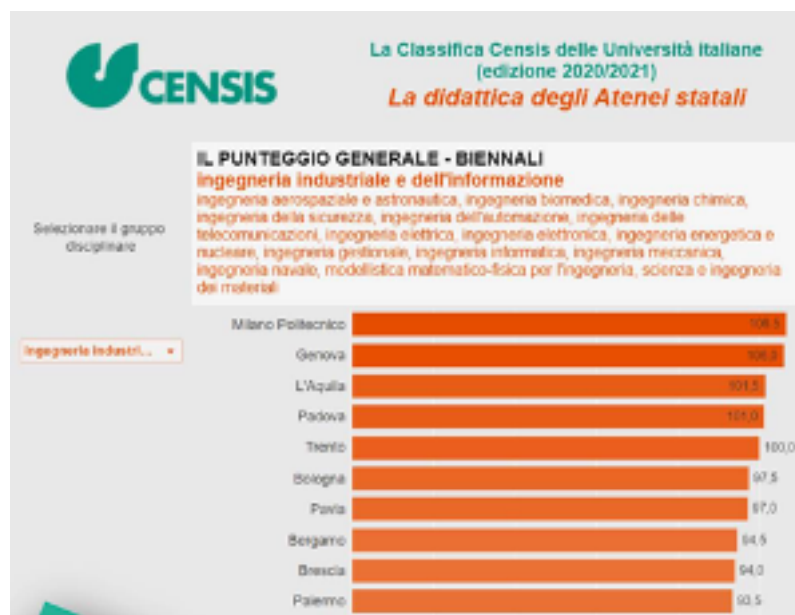 CENSIS
La Classifica Censis delle Università italiane
(edizione 2020/2021)
La didattica degli Atenei statali
IL PUNTEGGIO GENERALE - BIENNALI
ingegneria industriale e dell'informazione
ingegneria aerospaziale e astronautica, ingegneria biomedica, ingegneria chimica,
ingegneria della sicurezza, ingegneria dell'automazione, ingegneria delle
telecomunicazioni, ingegneria elettrica, ingegneria elettronica, ingegneria energetica e
nucleare, ingegneria gestionale, ingegneria informatica, ingegneria meccanica,
ingegneria navale, modellistica matematico-fisica per l'ingegneria, scienza e ingegneria
dei materiali
Selezionare il gruppo
disciplinare
Ingegneria industri...
Milano Politecnico 106,5
Genova 106,0
L'Aquila 101,5
Padova 101,0
Trento 100,0
Bologna 97,5
Pavia 97,0
Bergamo 94,5
Brescia 94,0
Palermo 93,5